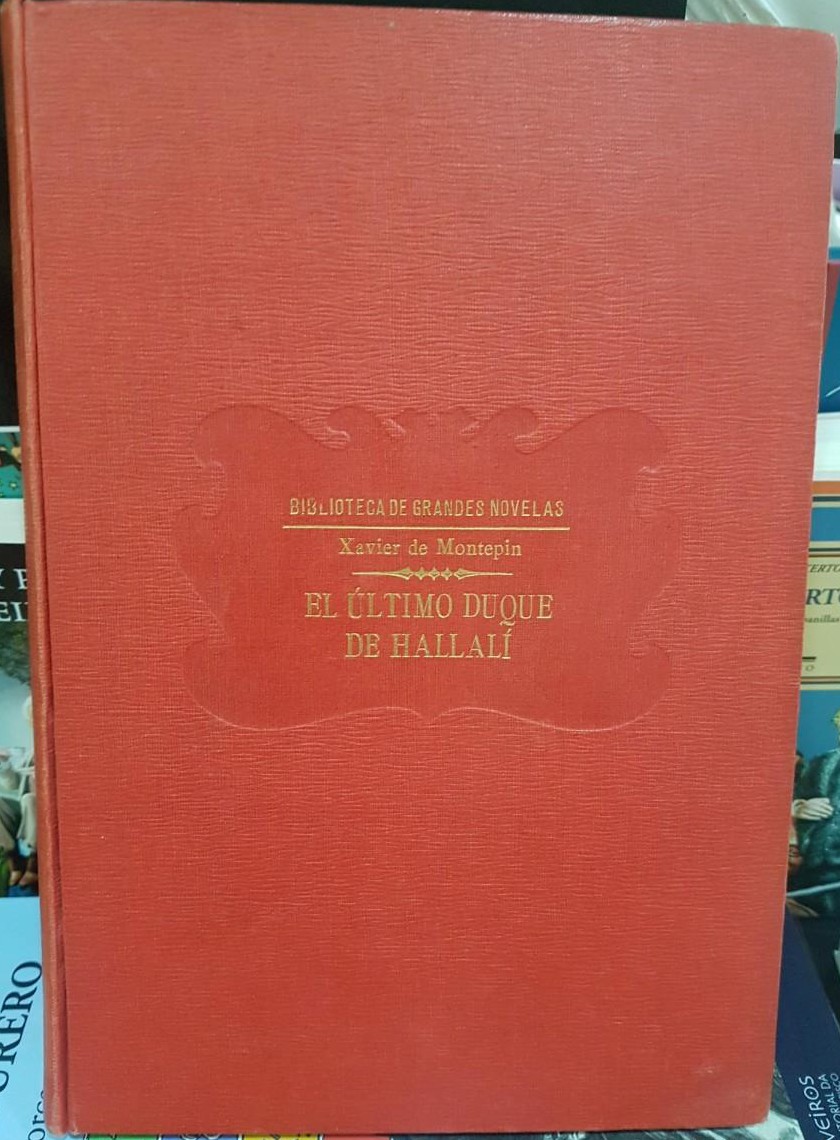 BIBLIOTECA DE GRANDES NOVELAS
Xavier de Montepin
EL ÚLTIMO DUQUE
DE HALLALÍ